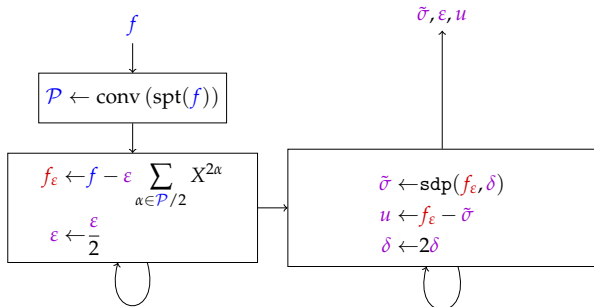 f
𝒫 ← conv (spt(f))
f_ε ← f − ε ∑_{α∈𝒫/2} X^{2α}
ε ← ε/2
σ̃, ε, u
σ̃ ← sdp(f_ε, δ)
u ← f_ε − σ̃
δ ← 2δ